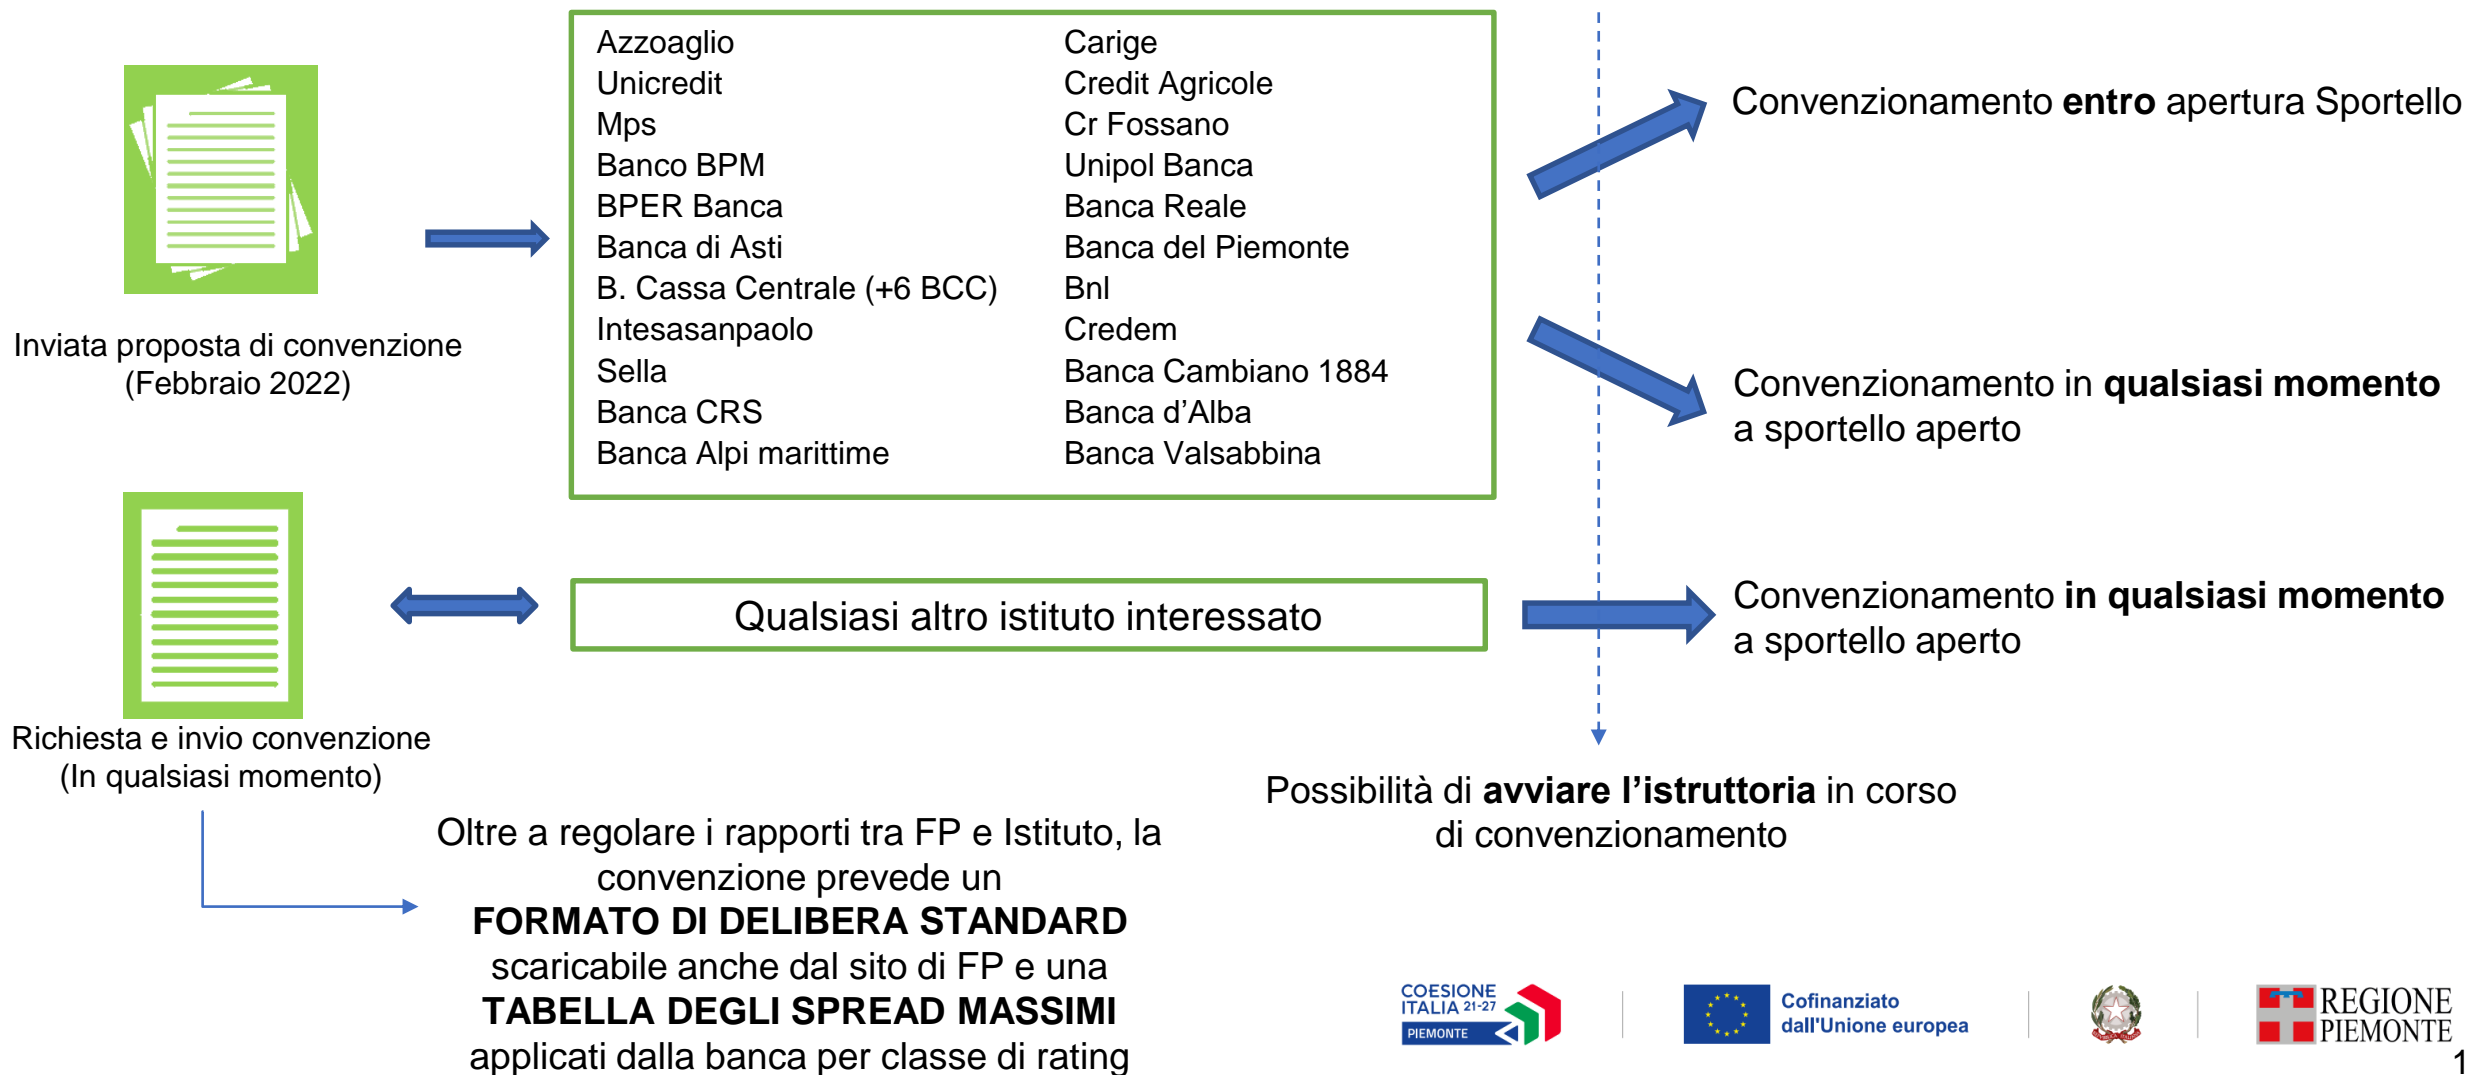 Azzoaglio
Unicredit
Mps
Banco BPM
BPER Banca
Banca di Asti
B. Cassa Centrale (+6 BCC)
Intesasanpaolo
Sella
Banca CRS
Banca Alpi marittime
Carige
Credit Agricole
Cr Fossano
Unipol Banca
Banca Reale
Banca del Piemonte
Bnl
Credem
Banca Cambiano 1884
Banca d’Alba
Banca Valsabbina
Convenzionamento entro apertura Sportello
Inviata proposta di convenzione
(Febbraio 2022)
Convenzionamento in qualsiasi momento
a sportello aperto
Qualsiasi altro istituto interessato
Convenzionamento in qualsiasi momento
a sportello aperto
Richiesta e invio convenzione
(In qualsiasi momento)
Possibilità di avviare l’istruttoria in corso
di convenzionamento
Oltre a regolare i rapporti tra FP e Istituto, la
convenzione prevede un
FORMATO DI DELIBERA STANDARD
scaricabile anche dal sito di FP e una
TABELLA DEGLI SPREAD MASSIMI
applicati dalla banca per classe di rating
COESIONE
ITALIA 21-27
PIEMONTE
Cofinanziato
dall'Unione europea
REGIONE
PIEMONTE
1